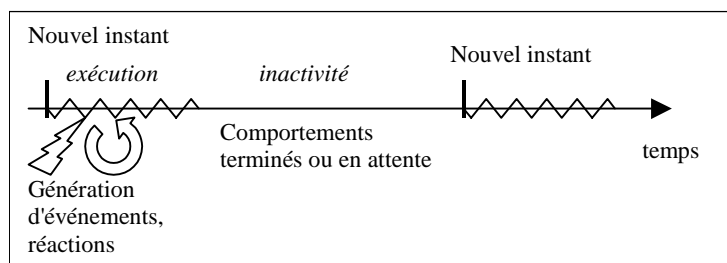 Nouvel instant
Nouvel instant
exécution
inactivité
Comportements
terminés ou en attente
temps
Génération
d'événements,
réactions